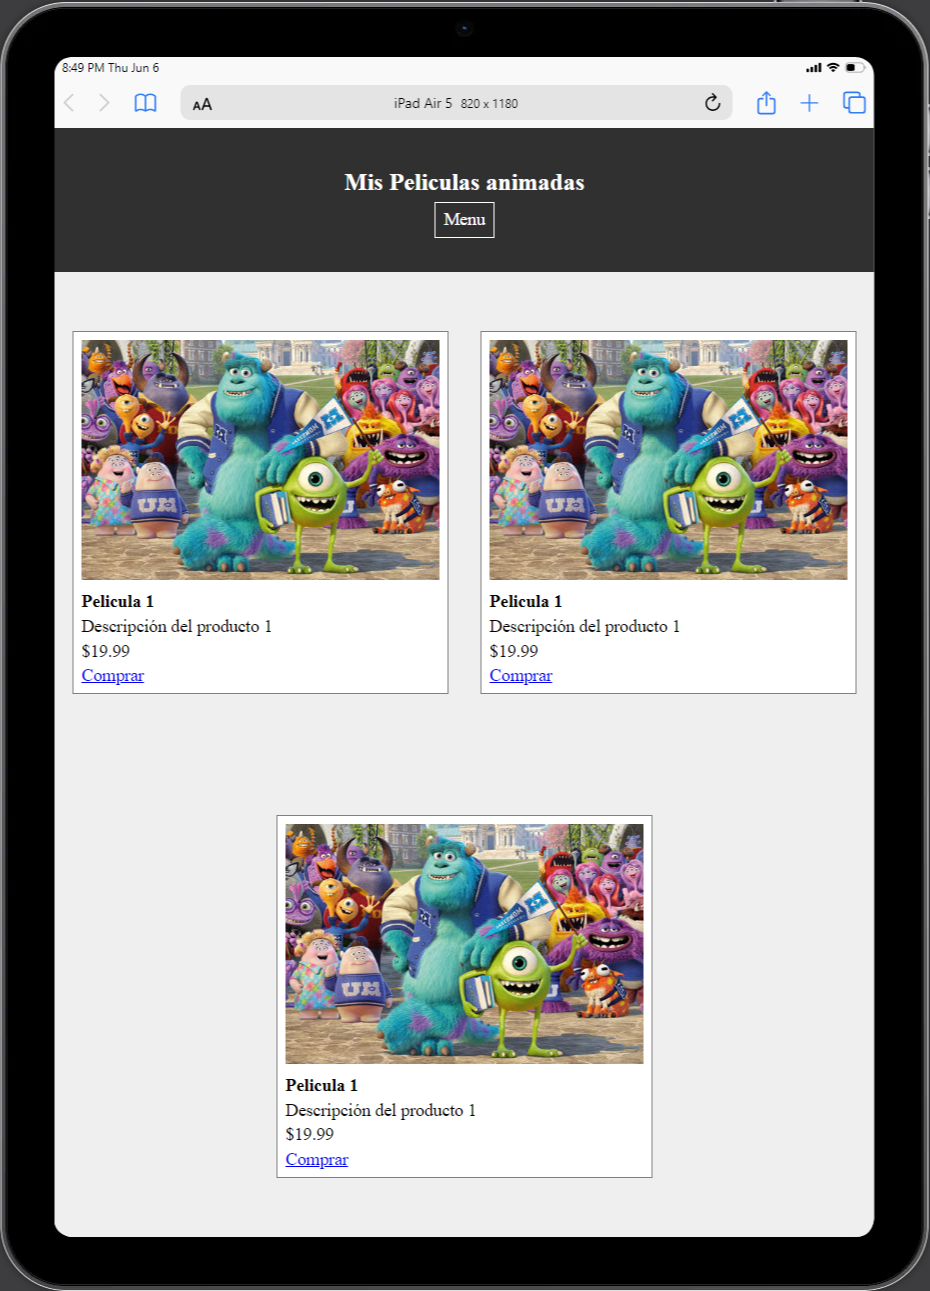 8:49 PM Thu Jun 6
AA iPad Air 5 820 x 1180
Mis Peliculas animadas
Menu
UM
UM
Pelicula 1
Descripción del producto 1
$19.99
Comprar
Pelicula 1
Descripción del producto 1
$19.99
Comprar
UM
Pelicula 1
Descripción del producto 1
$19.99
Comprar